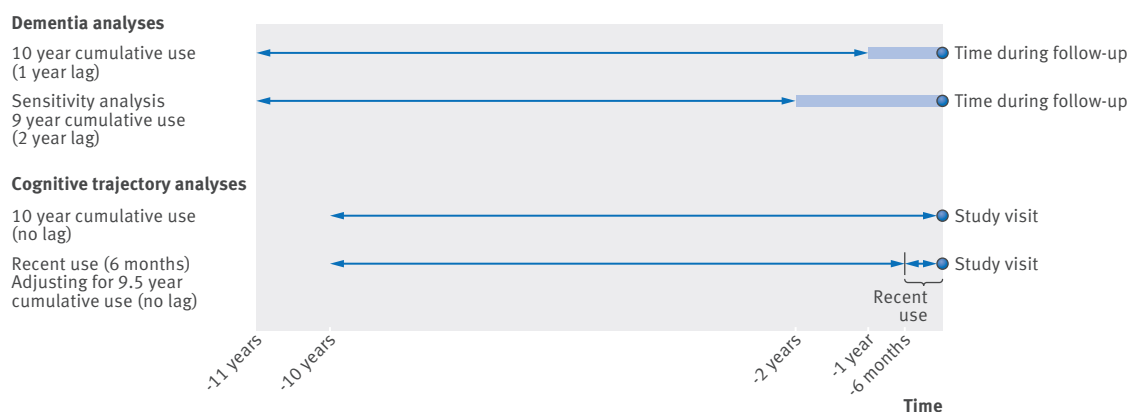 Dementia analyses
10 year cumulative use
(1 year lag)
Time during follow-up
Sensitivity analysis
9 year cumulative use
(2 year lag)
Time during follow-up
Cognitive trajectory analyses
10 year cumulative use
(no lag)
Study visit
Recent use (6 months)
Adjusting for 9.5 year
cumulative use (no lag)
Study visit
Recent
use
-11 years
-10 years
-2 years
-1 year
-6 months
Time